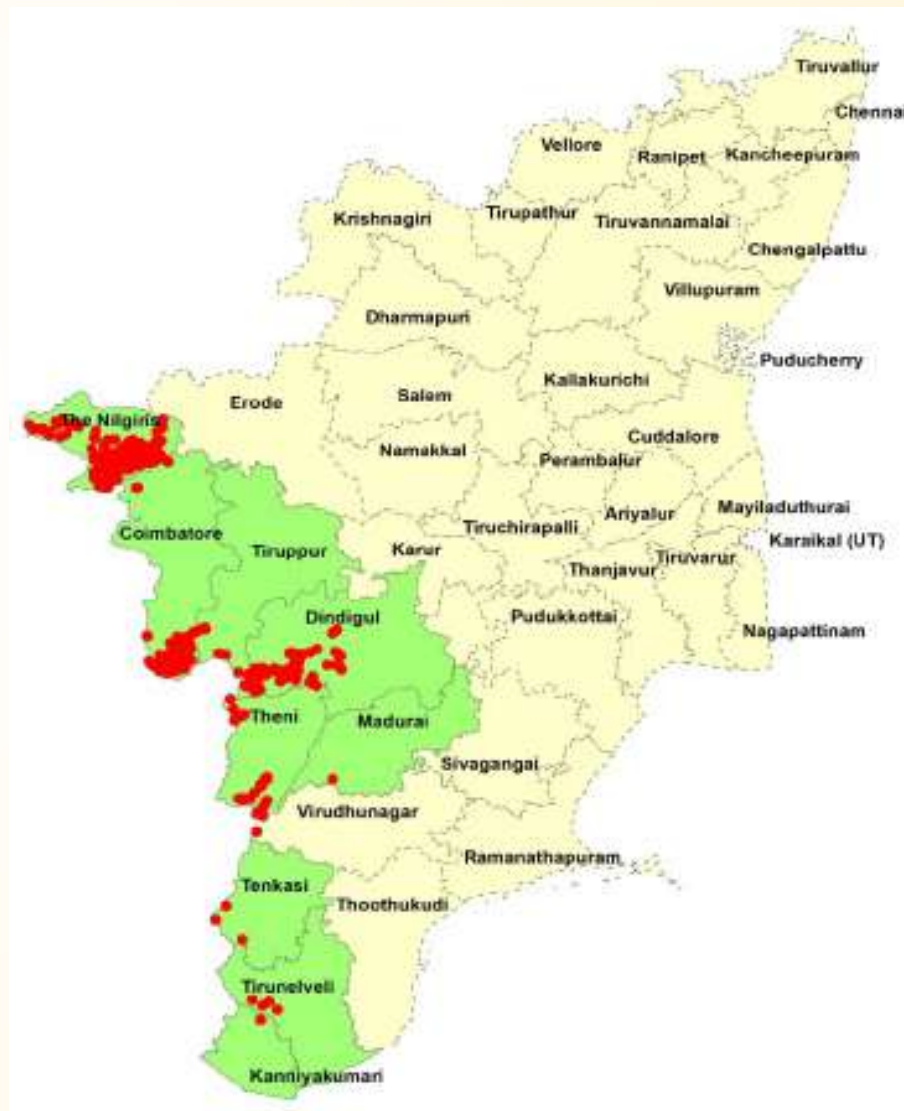 Tiruvallur
Chennai
Vellore
Ranipet
Kancheepuram
Krishnagiri
Tirupathur
Tiruvannamalai
Chengalpattu
Villupuram
Dharmapuri
Puducherry
Kallakurichi
Erode
Salem
The Nilgiris
Cuddalore
Namakkal
Perambalur
Ariyalur
Mayiladuthurai
Tiruchirapalli
Coimbatore
Karaikal (UT)
Tiruppur
Karur
Tiruvarur
Thanjavur
Dindigul
Pudukkottai
Nagapattinam
Theni
Madurai
Sivagangai
Virudhunagar
Ramanathapuram
Tenkasi
Thoothukudi
Tirunelveli
Kanniyakumari